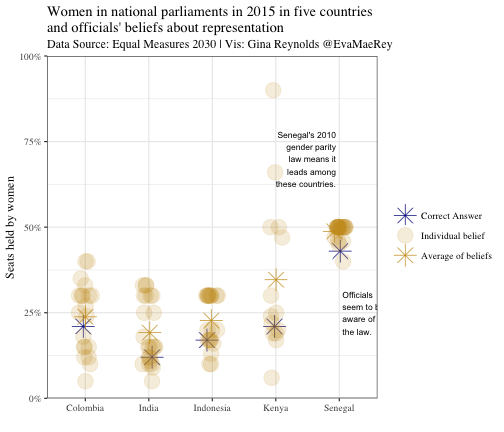 Women in national parliaments in 2015 in five countries
and officials' beliefs about representation
Data Source: Equal Measures 2030 | Vis: Gina Reynolds @EvaMaeRey
Seats held by women
100%
75%
50%
25%
0%
Senegal's 2010
gender parity
law means it
leads among
these countries.
Officials
seem to b
aware of
the law.
Colombia
India
Indonesia
Kenya
Senegal
Correct Answer
Individual belief
Average of beliefs